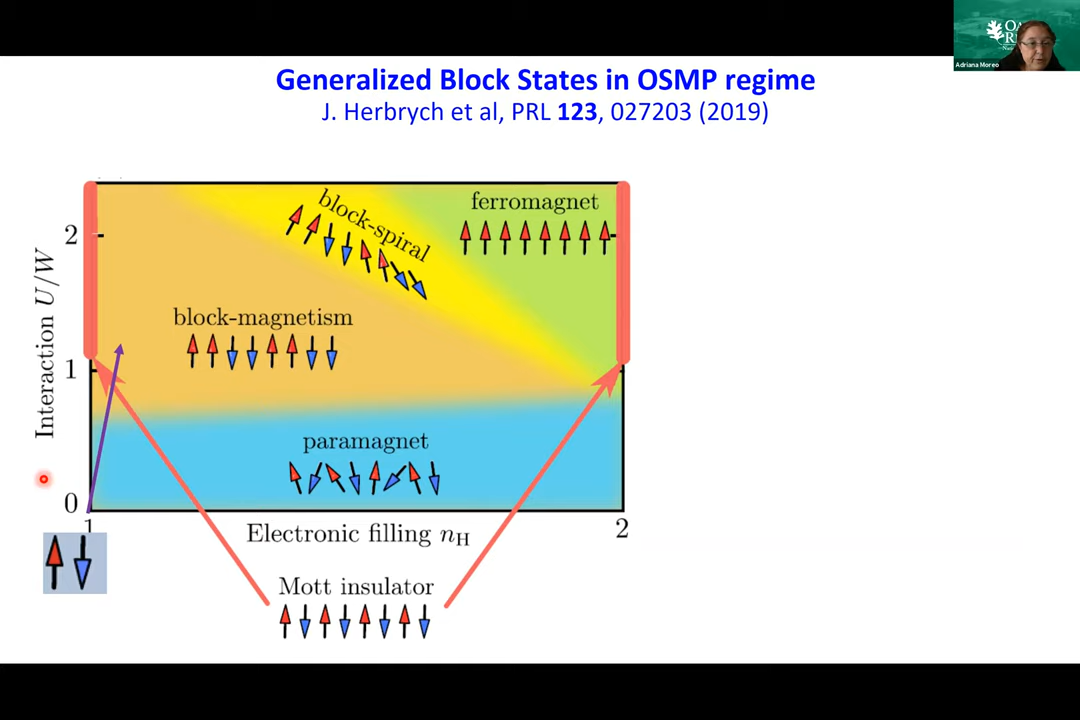 Generalized Block States in OSMP regime
J. Herbrych et al, PRL 123, 027203 (2019)
Adriana Moreo
block-spiral
ferromagnet
2
block-magnetism
Interaction U/W
1
paramagnet
0
1
Electronic filling n_H
2
Mott insulator